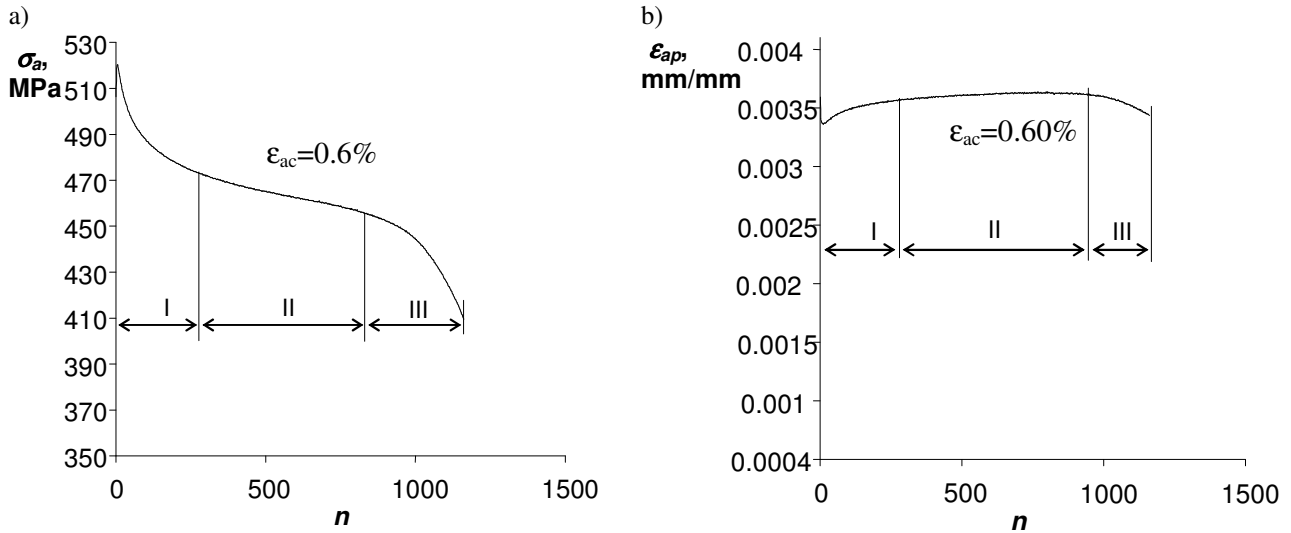 a)
σa,
MPa
530
510
490
470
450
430
410
390
370
350
εac=0.6%
I
II
III
0
500
1000
1500
n
b)
εap,
mm/mm
0.004
0.0035
0.003
0.0025
0.002
0.0015
0.001
0.0004
εac=0.60%
I
II
III
0
500
1000
1500
n